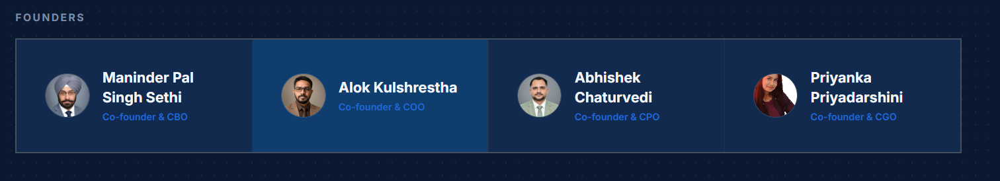 FOUNDERS
Maninder Pal
Singh Sethi
Co-founder & CBO
Alok Kulshrestha
Co-founder & COO
Abhishek
Chaturvedi
Co-founder & CPO
Priyanka
Priyadarshini
Co-founder & CGO